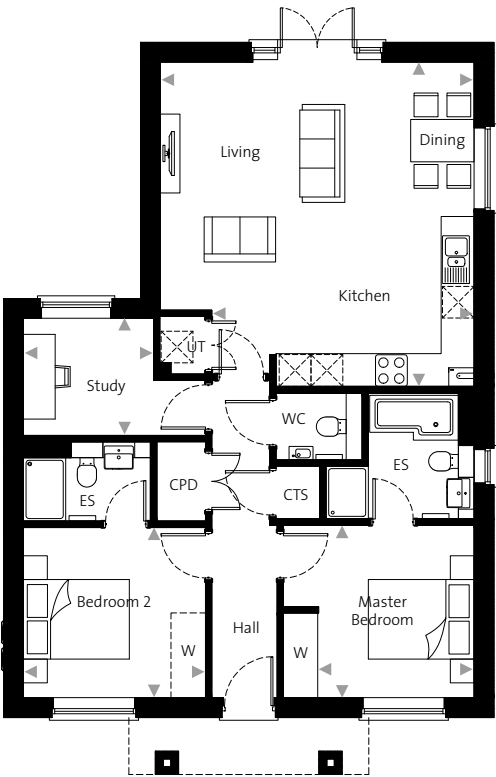 Living
Dining
Kitchen
UT
Study
WC
ES
CPD
CTS
ES
Bedroom 2
Master
Bedroom
Hall
W
W